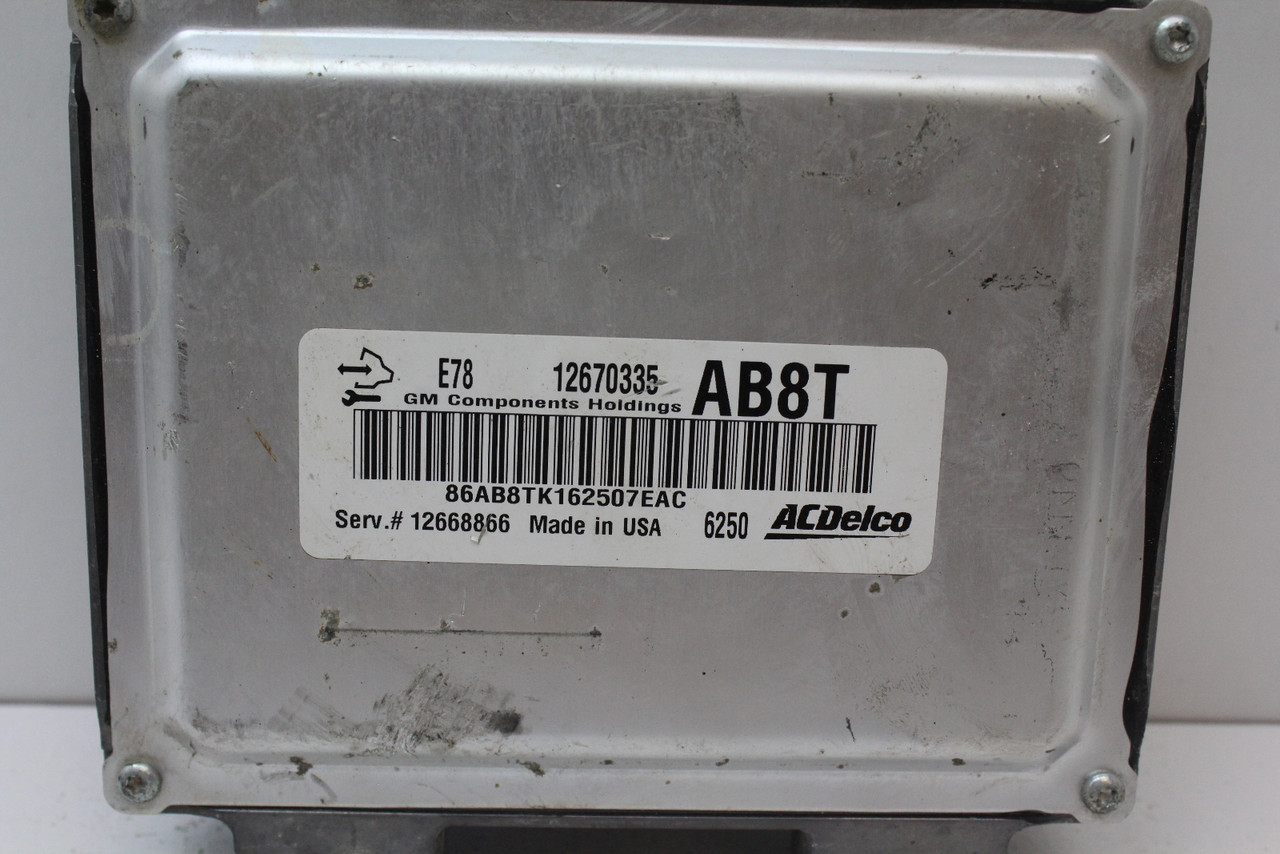 E78 12670335 AB8T
GM Components Holdings
86AB8TK162507EAC
Serv.# 12668866 Made in USA 6250 ACDelco